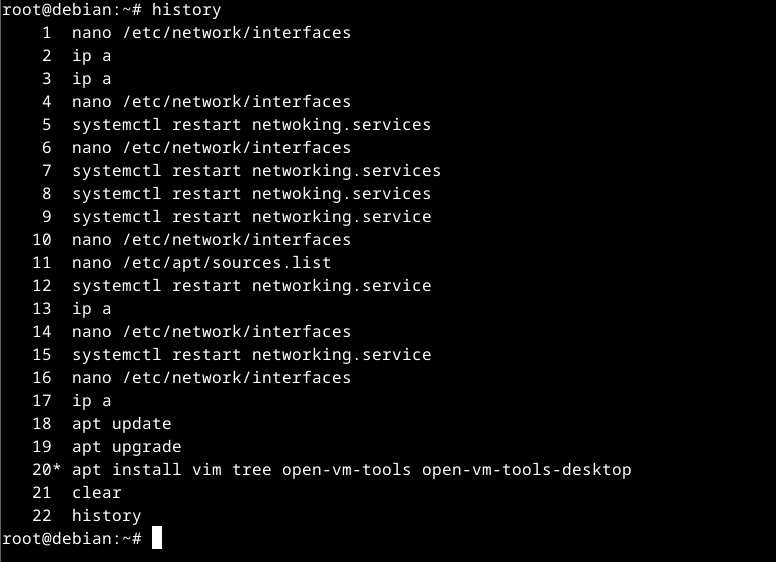 root@debian:~# history
    1  nano /etc/network/interfaces
    2  ip a
    3  ip a
    4  nano /etc/network/interfaces
    5  systemctl restart netwoking.services
    6  nano /etc/network/interfaces
    7  systemctl restart networking.services
    8  systemctl restart netwoking.services
    9  systemctl restart networking.service
   10  nano /etc/network/interfaces
   11  nano /etc/apt/sources.list
   12  systemctl restart networking.service
   13  ip a
   14  nano /etc/network/interfaces
   15  systemctl restart networking.service
   16  nano /etc/network/interfaces
   17  ip a
   18  apt update
   19  apt upgrade
   20* apt install vim tree open-vm-tools open-vm-tools-desktop
   21  clear
   22  history
root@debian:~#